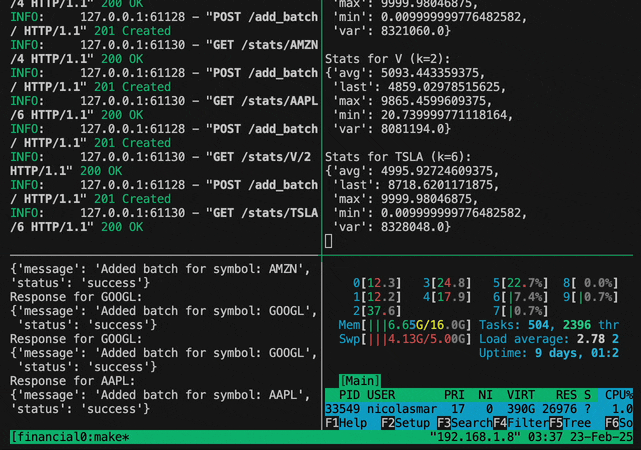 /4 HTTP/1.1" 200 OK
INFO:     127.0.0.1:61128 – "POST /add_batch
/ HTTP/1.1" 201 Created
INFO:     127.0.0.1:61130 – "GET /stats/AMZN
/4 HTTP/1.1" 200 OK
INFO:     127.0.0.1:61128 – "POST /add_batch
/ HTTP/1.1" 201 Created
INFO:     127.0.0.1:61130 – "GET /stats/AAPL
/6 HTTP/1.1" 200 OK
INFO:     127.0.0.1:61128 – "POST /add_batch
/ HTTP/1.1" 201 Created
INFO:     127.0.0.1:61130 – "GET /stats/V/2
HTTP/1.1" 200 OK
INFO:     127.0.0.1:61128 – "POST /add_batch
/ HTTP/1.1" 201 Created
INFO:     127.0.0.1:61130 – "GET /stats/TSLA
/6 HTTP/1.1" 200 OK
'max': 9999.98046875,
'min': 0.009999999776482582,
'var': 8321060.0}
Stats for V (k=2):
{'avg': 5093.443359375,
'last': 4859.02978515625,
'max': 9865.4599609375,
'min': 20.739999771118164,
'var': 8081194.0}
Stats for TSLA (k=6):
{'avg': 4995.92724609375,
'last': 8718.6201171875,
'max': 9999.98046875,
'min': 0.009999999776482582,
'var': 8328048.0}
{'message': 'Added batch for symbol: AMZN',
'status': 'success'}
Response for GOOGL:
{'message': 'Added batch for symbol: GOOGL',
'status': 'success'}
Response for GOOGL:
{'message': 'Added batch for symbol: GOOGL',
'status': 'success'}
Response for AAPL:
{'message': 'Added batch for symbol: AAPL',
'status': 'success'}
0[12.3]   3[24.8]   5[22.7%]   8[ 0.0%]
1[12.2]   4[17.9]   6[|7.4%]   9[|0.7%]
2[37.6]   7[|0.7%]
Mem[|||6.65G/16.0G] Tasks: 504, 2396 thr
Swp[|||4.13G/5.00G] Load average: 2.78 2
Uptime: 9 days, 01:2
[Main]
PID USER       PRI  NI  VIRT   RES S  CPU%
33549 nicolasmar  17   0  390G 26976 ?   1.0
F1Help  F2Setup F3SearchF4FilterF5Tree  F6So
[financial0:make*          "192.168.1.8" 03:37 23-Feb-25